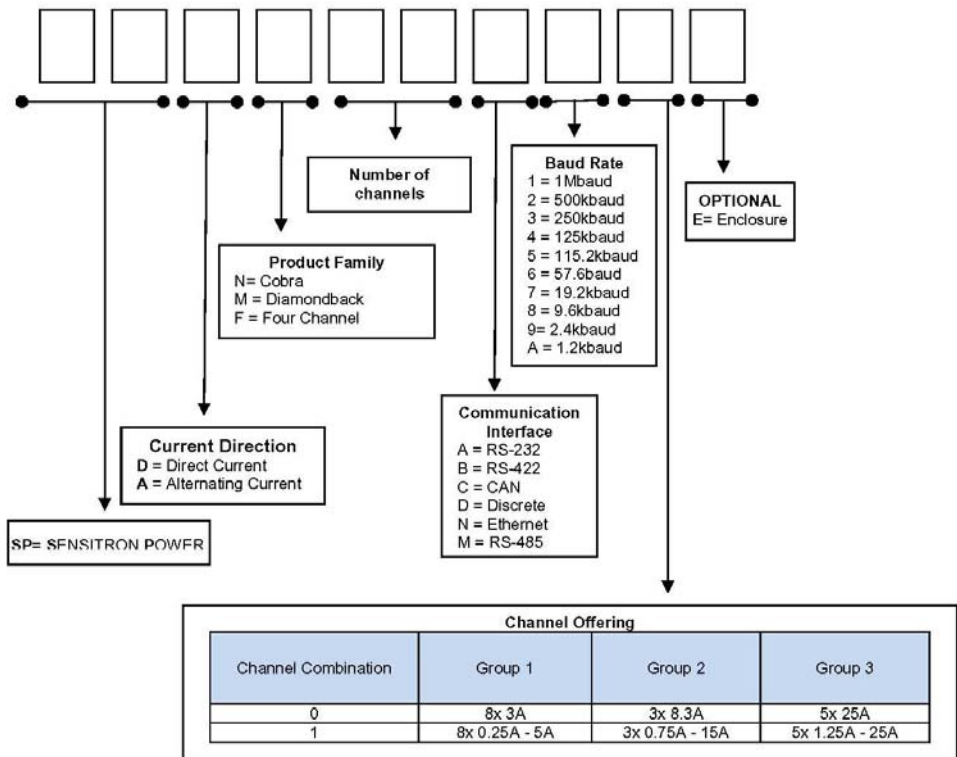 Number of
channels
Baud Rate
1 = 1Mbaud
2 = 500kbaud
3 = 250kbaud
4 = 125kbaud
5 = 115.2kbaud
6 = 57.6baud
7 = 19.2kbaud
8 = 9.6kbaud
9= 2.4kbaud
A = 1.2kbaud
OPTIONAL
E= Enclosure
Product Family
N= Cobra
M = Diamondback
F = Four Channel
Communication
Interface
A = RS-232
B = RS-422
C = CAN
D = Discrete
N = Ethernet
M = RS-485
Current Direction
D = Direct Current
A = Alternating Current
SP= SENSITRON POWER
Channel Offering
Channel Combination Group 1 Group 2 Group 3
0 8x 3A 3x 8.3A 5x 25A
1 8x 0.25A - 5A 3x 0.75A - 15A 5x 1.25A - 25A